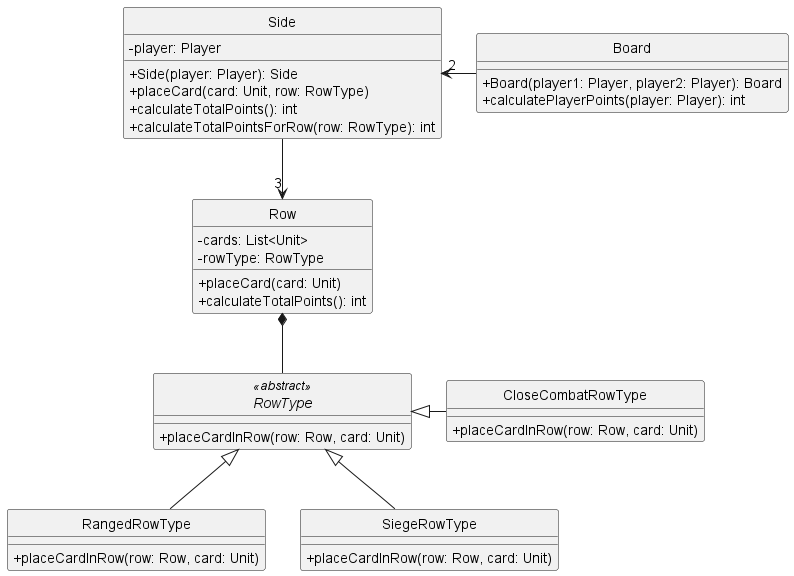 Side
-player: Player
+Side(player: Player): Side
+placeCard(card: Unit, row: RowType)
+calculateTotalPoints(): int
+calculateTotalPointsForRow(row: RowType): int
2
Board
+Board(player1: Player, player2: Player): Board
+calculatePlayerPoints(player: Player): int
3
Row
-cards: List<Unit>
-rowType: RowType
+placeCard(card: Unit)
+calculateTotalPoints(): int
«abstract»
RowType
+placeCardInRow(row: Row, card: Unit)
CloseCombatRowType
+placeCardInRow(row: Row, card: Unit)
RangedRowType
+placeCardInRow(row: Row, card: Unit)
SiegeRowType
+placeCardInRow(row: Row, card: Unit)